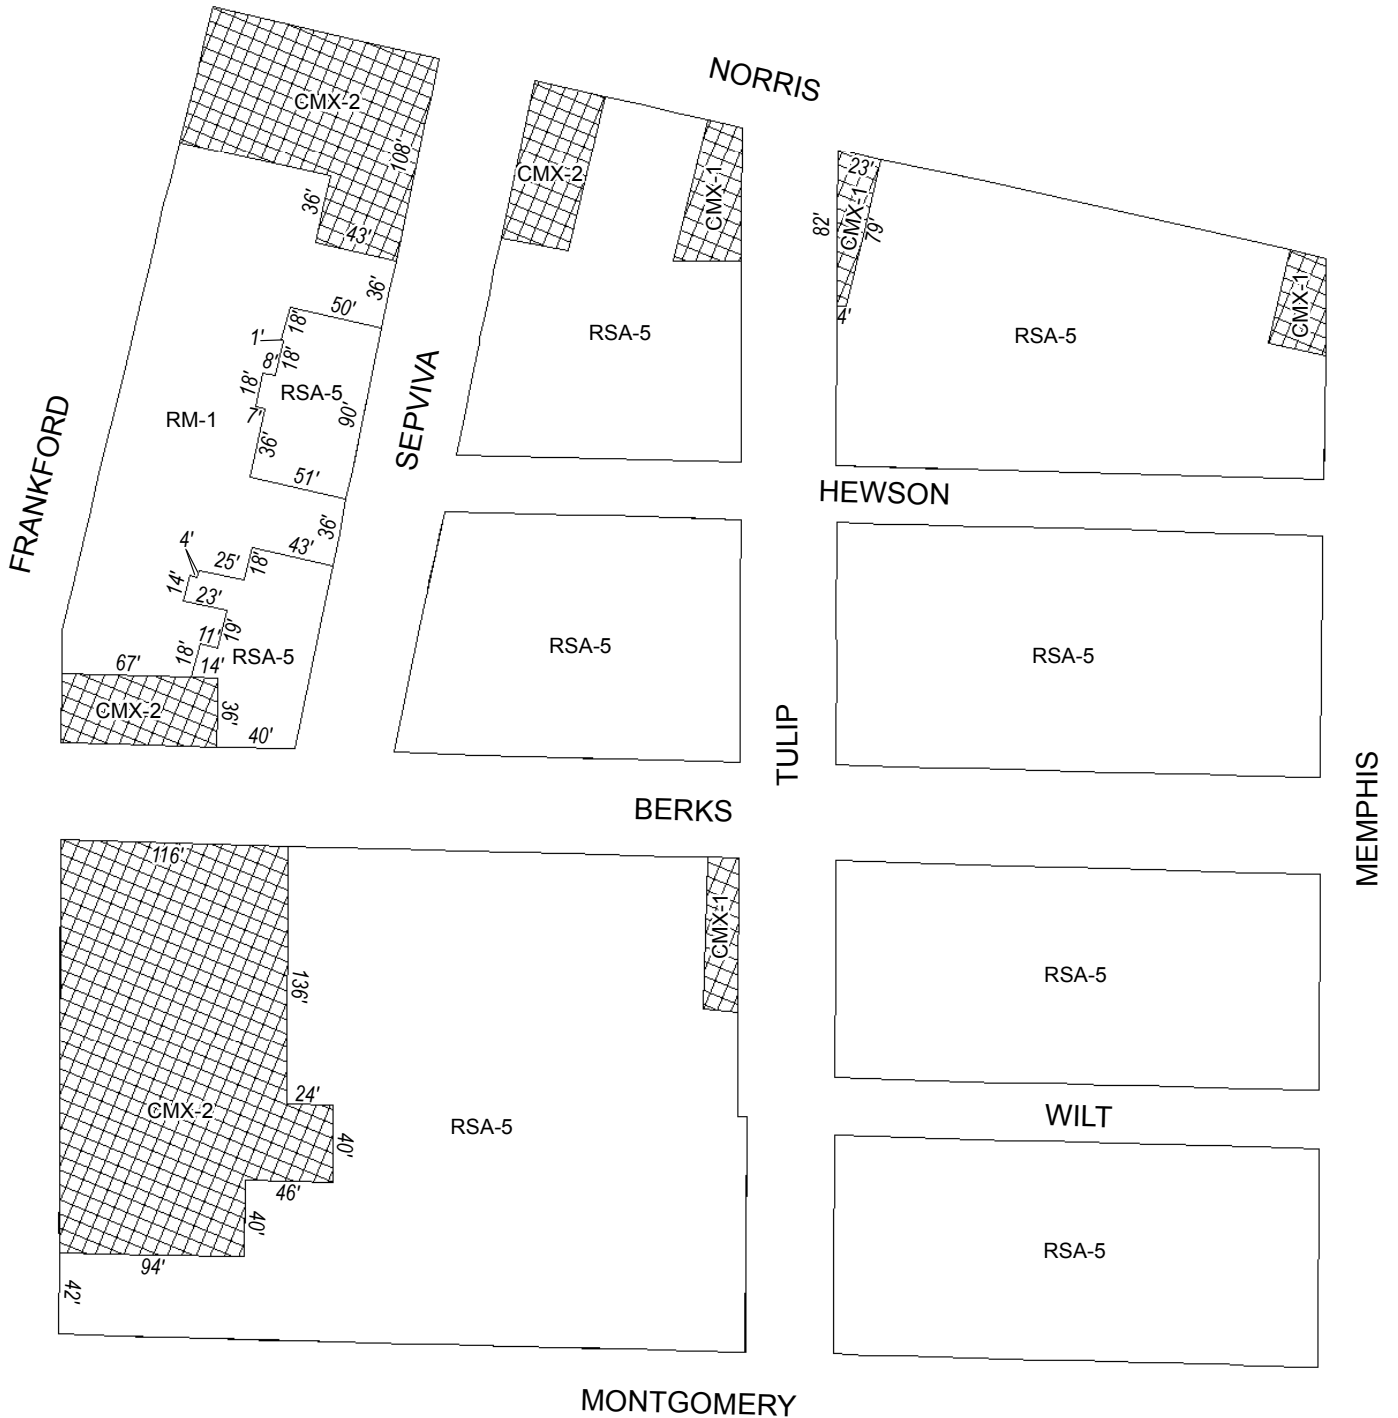 NORRIS
CMX-2
108'
36'
43'
36'
50'
18'
1'
18'
8'
18'
RSA-5
7'
90'
36'
51'
RM-1
FRANKFORD
SEPVIVA
36'
43'
18'
4'
25'
14'
23'
19'
11'
18'
14'
RSA-5
67'
CMX-2
36'
40'
CMX-2
CMX-1
RSA-5
23'
CMX-1
82'
79'
4'
RSA-5
CMX-1
HEWSON
RSA-5
RSA-5
TULIP
MEMPHIS
BERKS
116'
136'
CMX-2
24'
40'
46'
40'
94'
42'
RSA-5
CMX-1
RSA-5
WILT
RSA-5
MONTGOMERY